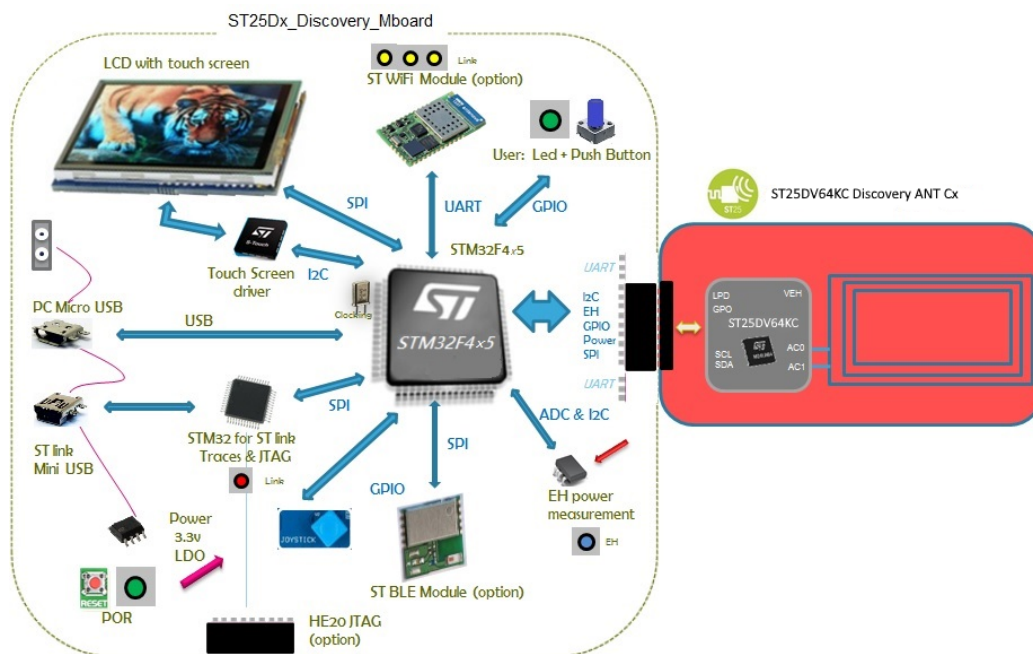 ST25Dx_Discovery_Mboard
LCD with touch screen
Link
ST WiFi Module (option)
User: Led + Push Button
SPI
UART
GPIO
STM32F4x5
Touch Screen
driver
I2C
Clocking
STM32F4x5
PC Micro USB
USB
ST link
Mini USB
STM32 for ST link
Traces & JTAG
Link
SPI
GPIO
SPI
ADC & I2C
UART
I2C
EH
GPIO
Power
SPI
UART
EH power
measurement
EH
Power
3.3v
LDO
RESET
POR
JOYSTICK
ST BLE Module (option)
HE20 JTAG
(option)
ST25
ST25DV64KC Discovery ANT Cx
LPD
GPO
VEH
ST25DV64KC
SCL
SDA
AC0
AC1